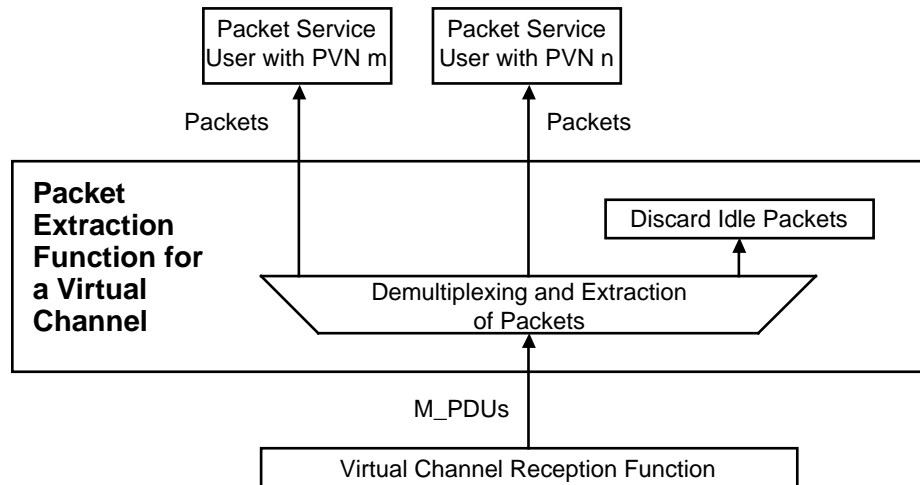 Packet Service
User with PVN m
Packet Service
User with PVN n
Packets
Packets
Packet
Extraction
Function for
a Virtual
Channel
Discard Idle Packets
Demultiplexing and Extraction
of Packets
M_PDUs
Virtual Channel Reception Function